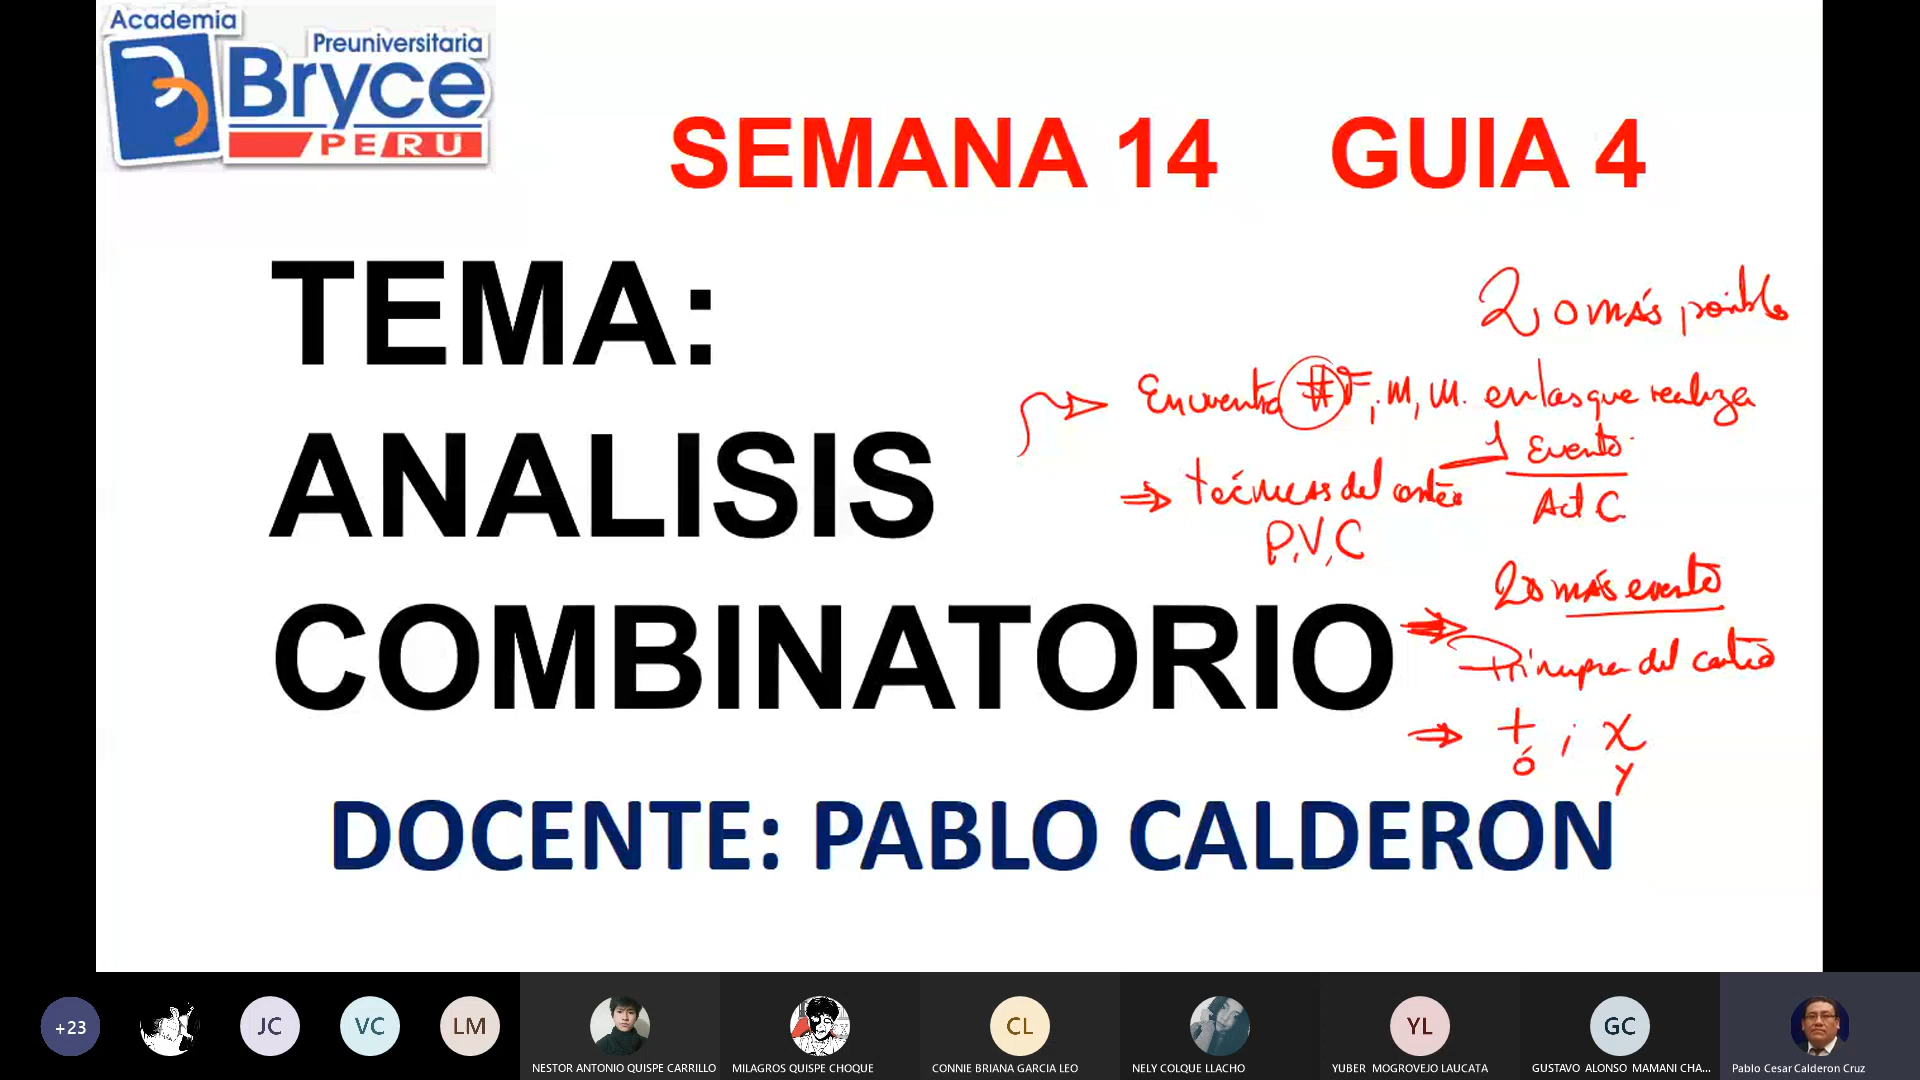 Academia
Preuniversitaria
Bryce
PERU
SEMANA 14 GUIA 4
TEMA:
ANALISIS
COMBINATORIO
DOCENTE: PABLO CALDERON
2, o más posible
Encuentra # F, M, M. en las que realiza
1 Evento
Act C
⇒ técnicas del conteo
P, V, C
2 o más evento
⇒ del conteo
⇒ + ; x
ó y
+23
JC
VC
LM
NESTOR ANTONIO QUISPE CARRILLO
MILAGROS QUISPE CHOQUE
CL
CONNIE BRIANA GARCIA LEO
NELY COLQUE LLACHO
YL
YUBER MOGROVEJO LAUCATA
GC
GUSTAVO ALONSO MAMANI CHA...
Pablo Cesar Calderon Cruz